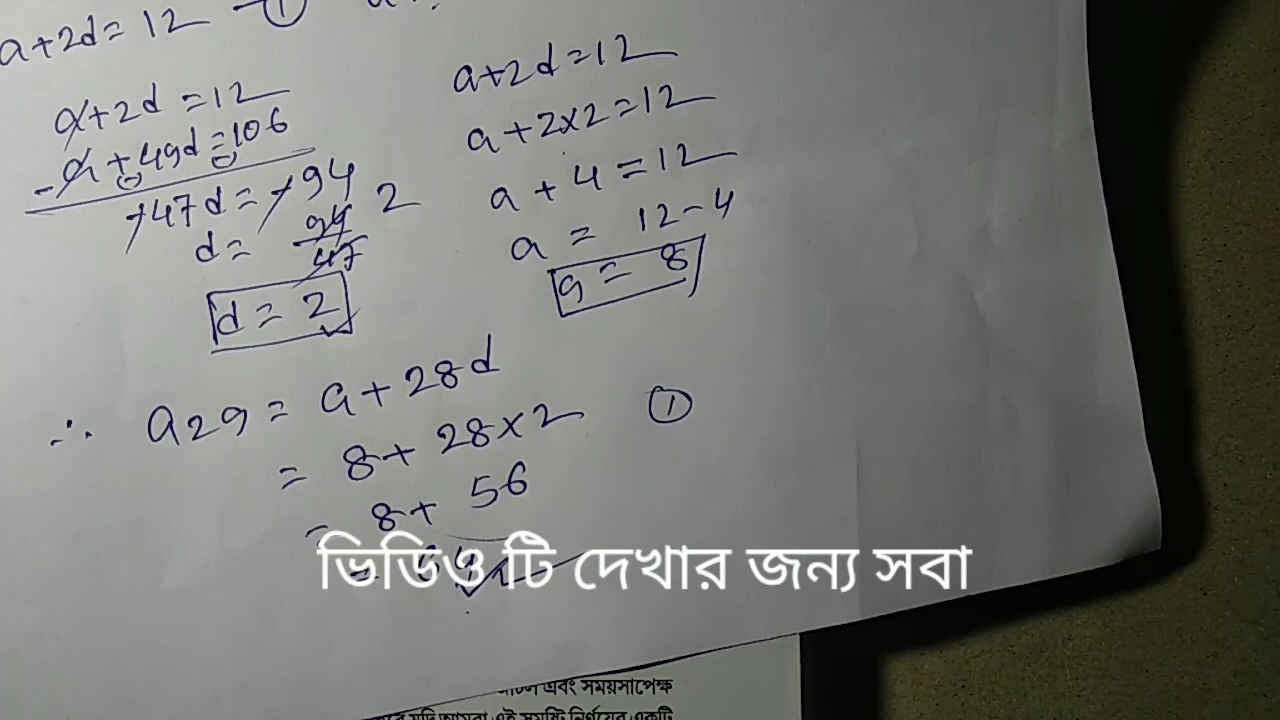 a+2d=12 — ①
a+2d=12
-a+49d=106
-47d=-94
d=94/47 2
d=2
a+2d=12
a+2×2=12
a+4=12
a=12-4
a=8
∴ a29=a+28d
=8+28×2 ①
=8+56
=64
ভিডিও টি দেখার জন্য সবা
এবং সময়সাপেক্ষ